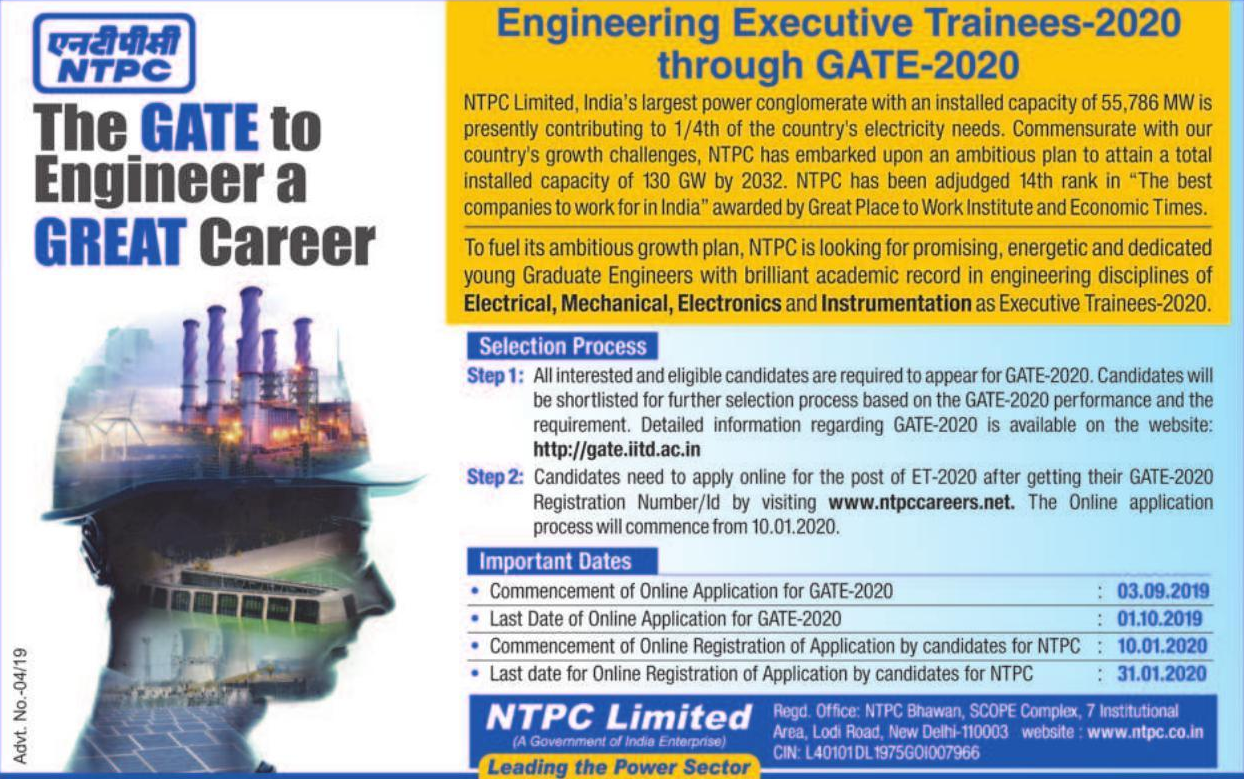 एनटीपीसी
NTPC
The GATE to
Engineer a
GREAT Career
Advt. No.-04/19
Engineering Executive Trainees-2020
through GATE-2020
NTPC Limited, India's largest power conglomerate with an installed capacity of 55,786 MW is
presently contributing to 1/4th of the country's electricity needs. Commensurate with our
country's growth challenges, NTPC has embarked upon an ambitious plan to attain a total
installed capacity of 130 GW by 2032. NTPC has been adjudged 14th rank in “The best
companies to work for in India” awarded by Great Place to Work Institute and Economic Times.
To fuel its ambitious growth plan, NTPC is looking for promising, energetic and dedicated
young Graduate Engineers with brilliant academic record in engineering disciplines of
Electrical, Mechanical, Electronics and Instrumentation as Executive Trainees-2020.
Selection Process
Step 1: All interested and eligible candidates are required to appear for GATE-2020. Candidates will
be shortlisted for further selection process based on the GATE-2020 performance and the
requirement. Detailed information regarding GATE-2020 is available on the website:
http://gate.iitd.ac.in
Step 2: Candidates need to apply online for the post of ET-2020 after getting their GATE-2020
Registration Number/Id by visiting www.ntpccareers.net. The Online application
process will commence from 10.01.2020.
Important Dates
• Commencement of Online Application for GATE-2020 : 03.09.2019
• Last Date of Online Application for GATE-2020 : 01.10.2019
• Commencement of Online Registration of Application by candidates for NTPC : 10.01.2020
• Last date for Online Registration of Application by candidates for NTPC : 31.01.2020
NTPC Limited
(A Government of India Enterprise)
Leading the Power Sector
Regd. Office: NTPC Bhawan, SCOPE Complex, 7 Institutional
Area, Lodi Road, New Delhi-110003 website : www.ntpc.co.in
CIN: L40101DL1975GOI007966